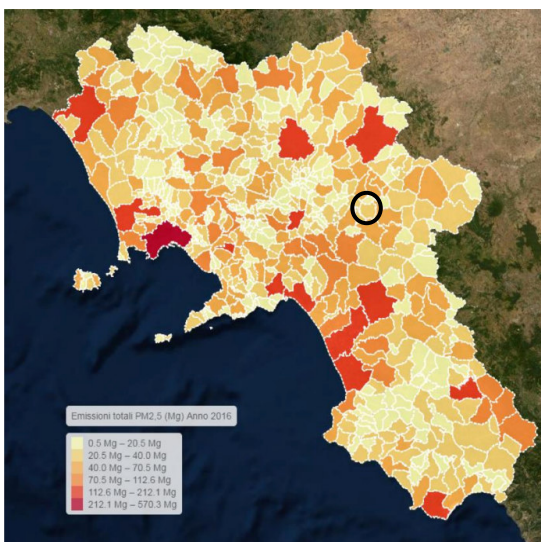 Emissioni totali PM2,5 (Mg) Anno 2016
0.5 Mg – 20.5 Mg
20.5 Mg – 40.0 Mg
40.0 Mg – 70.5 Mg
70.5 Mg – 112.6 Mg
112.6 Mg – 212.1 Mg
212.1 Mg – 570.3 Mg